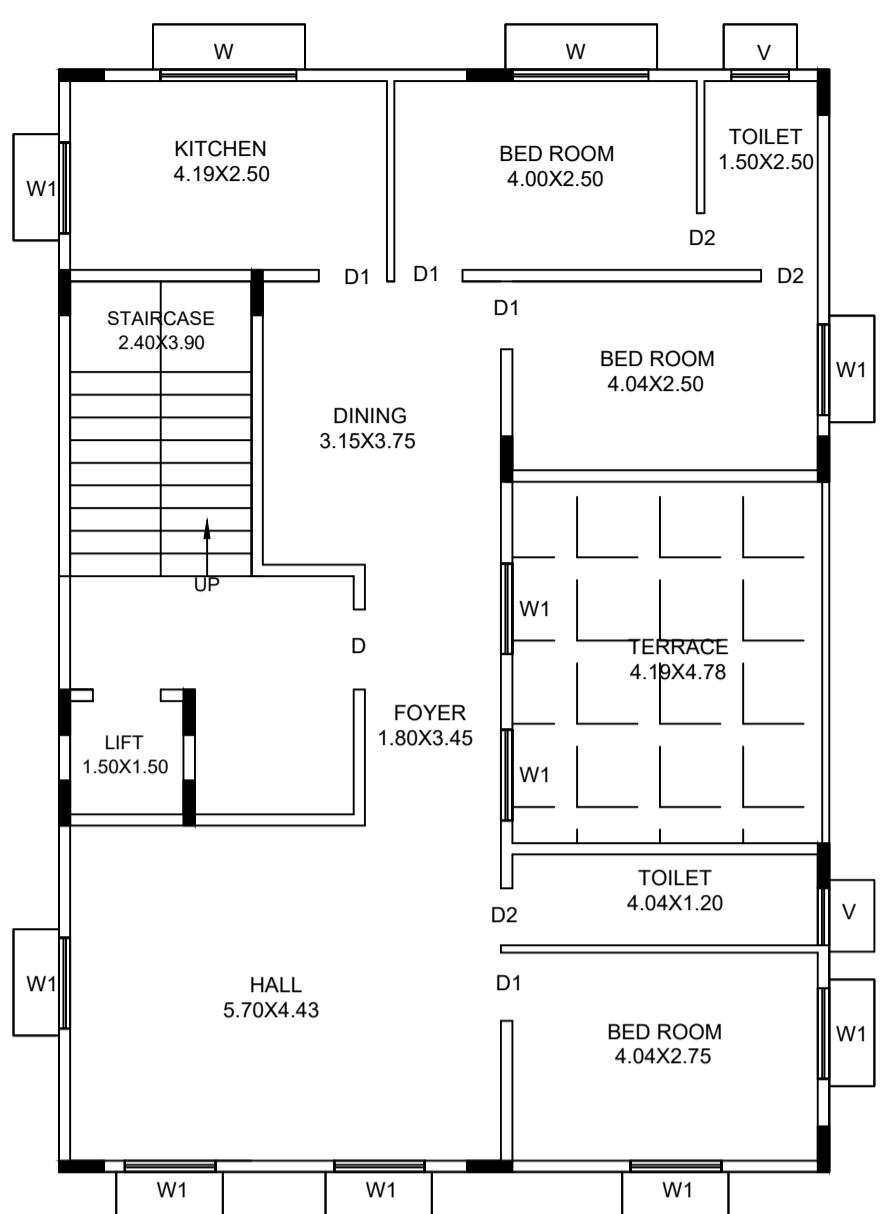 W
W
V
KITCHEN
4.19X2.50
BED ROOM
4.00X2.50
TOILET
1.50X2.50
W1
D2
D1
D1
D2
STAIRCASE
2.40X3.90
D1
BED ROOM
4.04X2.50
W1
DINING
3.15X3.75
UP
W1
D
TERRACE
4.19X4.78
FOYER
1.80X3.45
LIFT
1.50X1.50
W1
TOILET
4.04X1.20
D2
V
W1
HALL
5.70X4.43
D1
BED ROOM
4.04X2.75
W1
W1
W1
W1